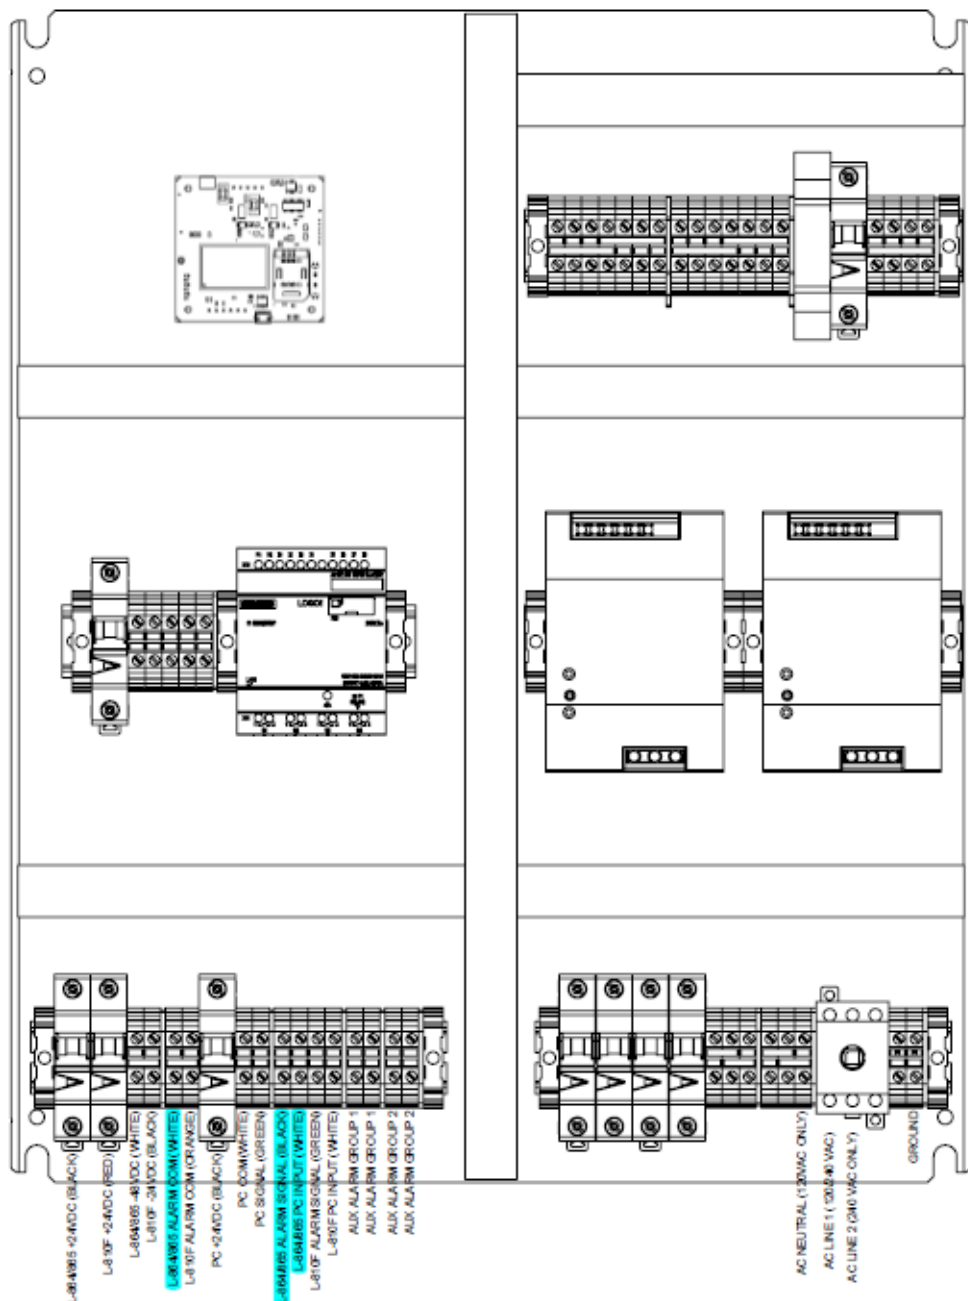 LOGO!
L-864/865 +24VDC (BLACK)
L-810F +24VDC (RED)
L-864/865 -48VDC (WHITE)
L-810F -24VDC (BLACK)
L-864/865 ALARM COM (WHITE)
L-810F ALARM COM (ORANGE)
PC +24VDC (BLACK)
PC COM (WHITE)
PC SIGNAL (GREEN)
L-864/865 ALARM SIGNAL (BLACK)
L-864/865 PC INPUT (WHITE)
L-810F ALARM SIGNAL (GREEN)
L-810F PC INPUT (WHITE)
AUX ALARM GROUP 1
AUX ALARM GROUP 1
AUX ALARM GROUP 2
AUX ALARM GROUP 2
AC NEUTRAL (120VAC ONLY)
AC LINE 1 (120/240 VAC)
AC LINE 2 (240 VAC ONLY)
GROUND